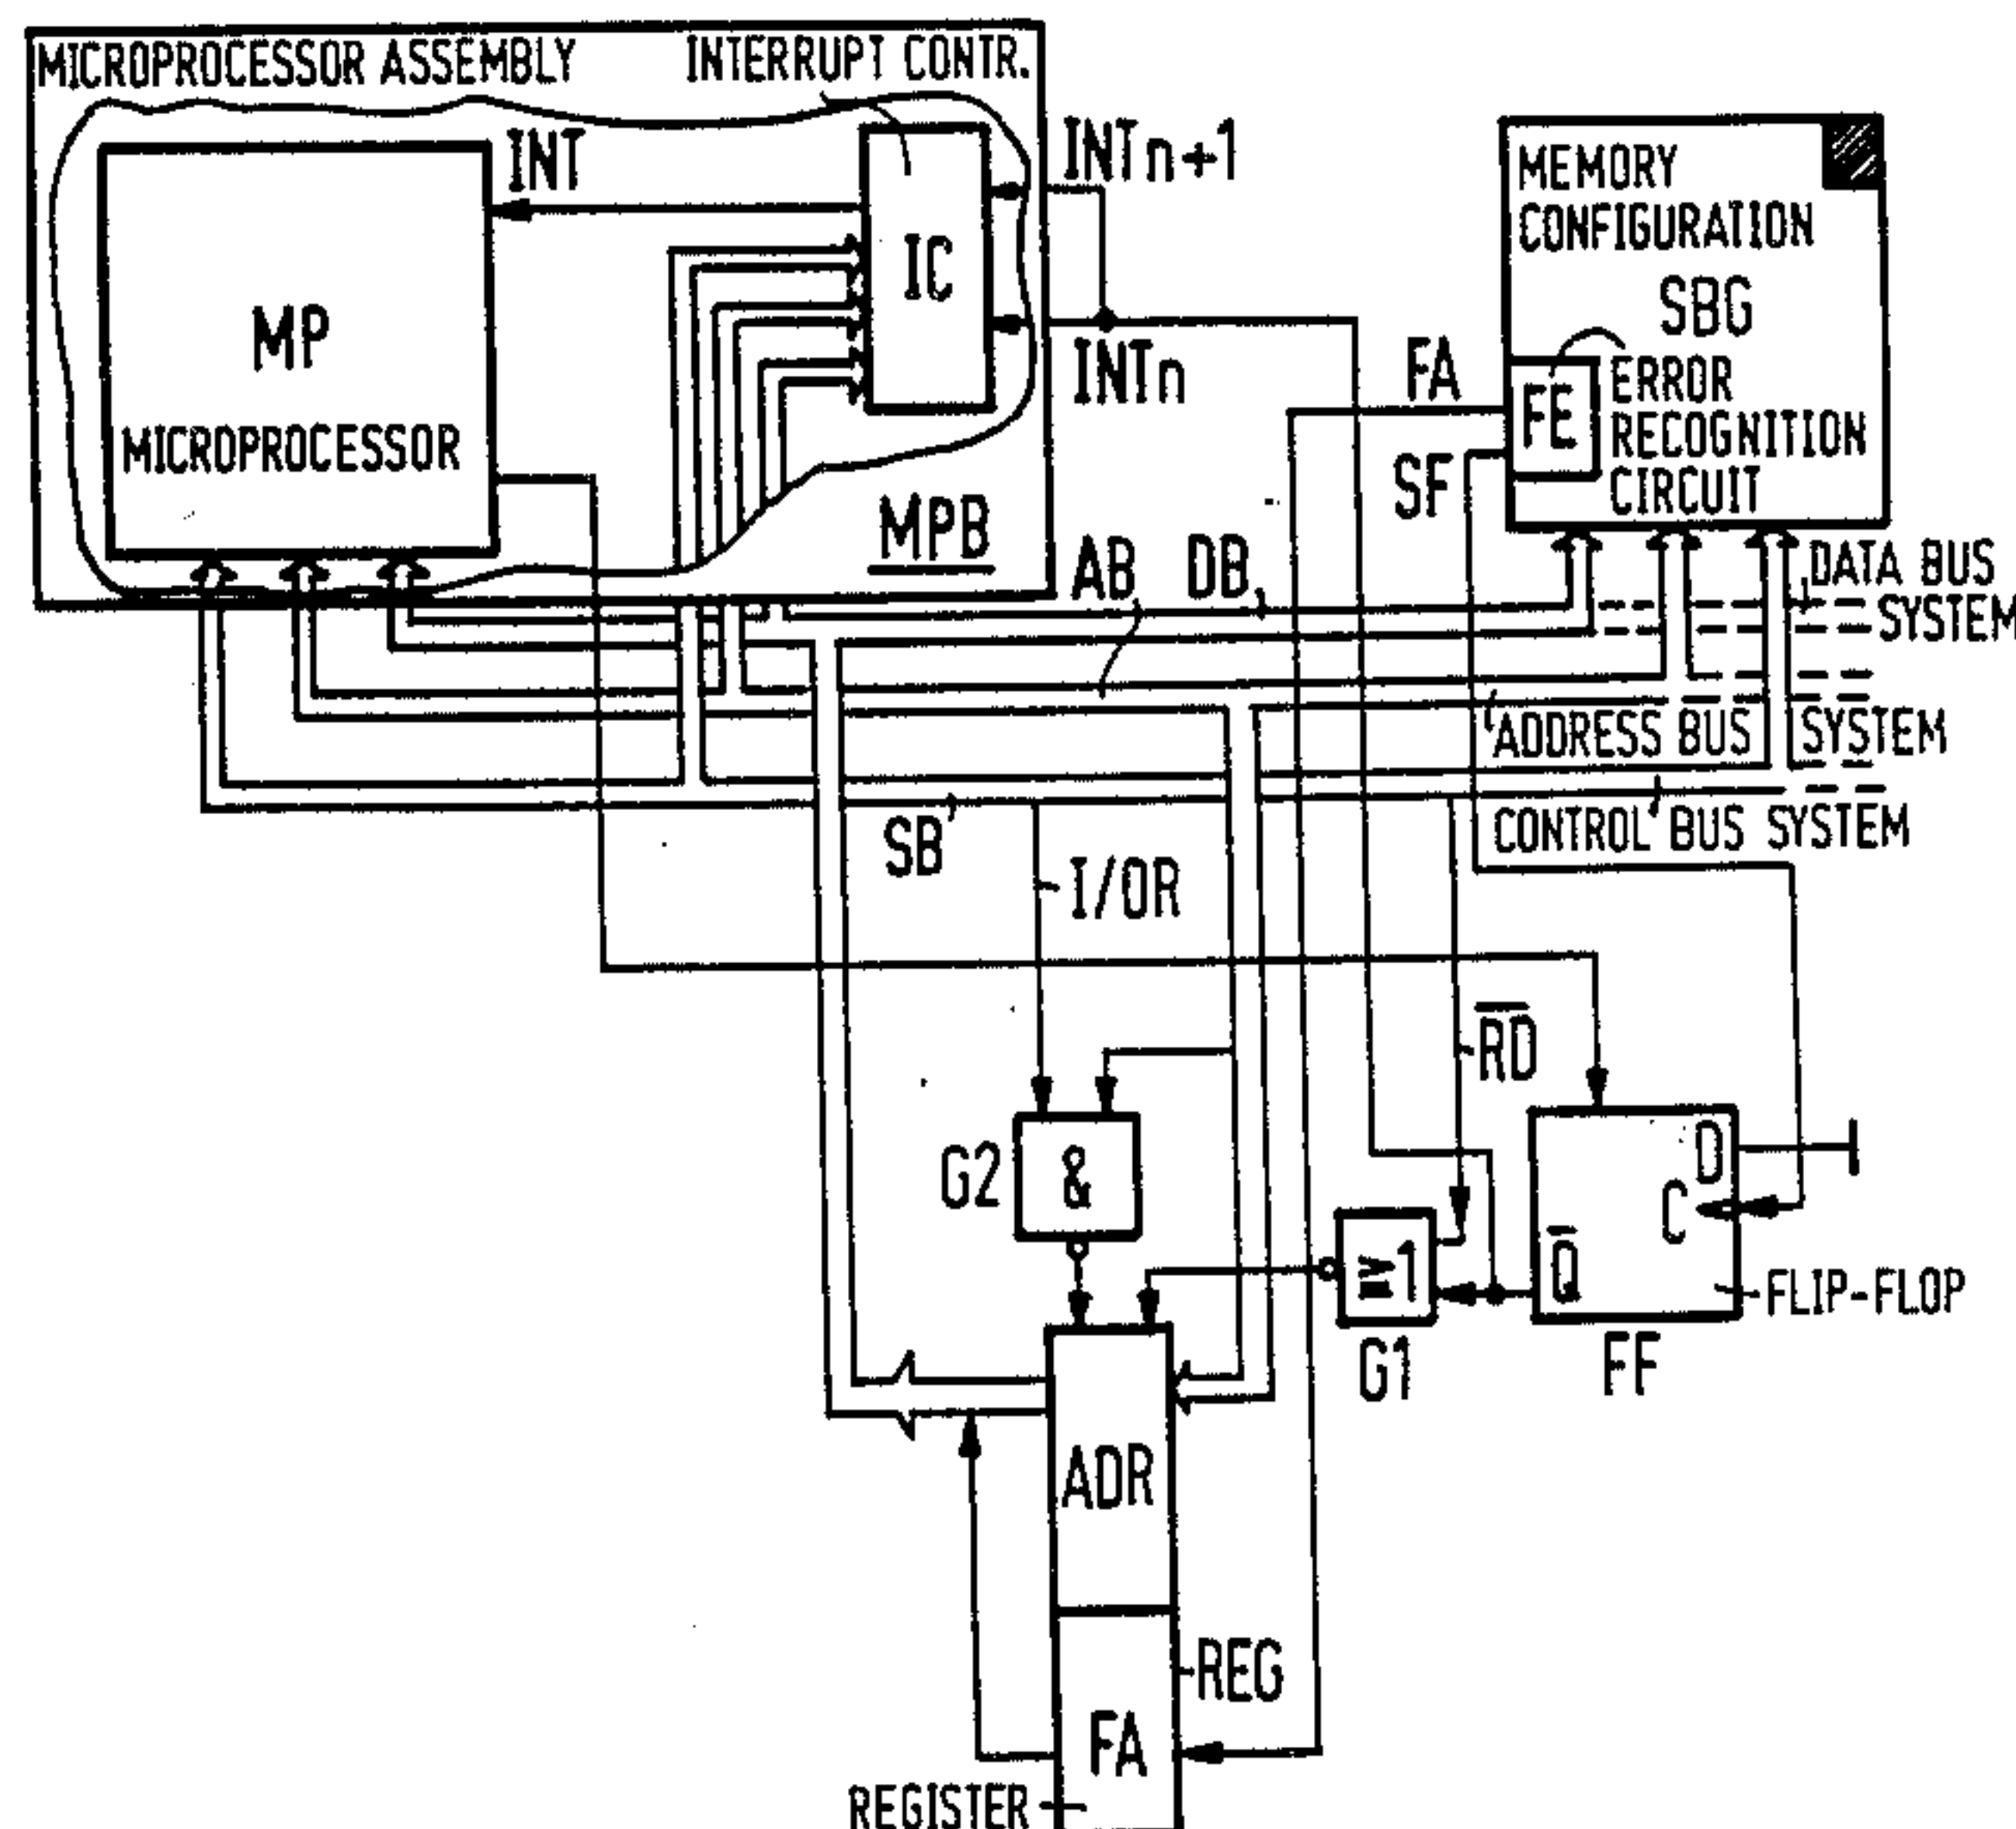 MICROPROCESSOR ASSEMBLY
INTERRUPT CONTR.
INT
INTn+1
IC
MP
MICROPROCESSOR
INTn
MPB
MEMORY
CONFIGURATION
SBG
FA
FE
ERROR
RECOGNITION
CIRCUIT
SF
AB
DB
DATA BUS
SYSTEM
ADDRESS BUS SYSTEM
CONTROL BUS SYSTEM
SB
I/OR
RD̅
G2
&
D
C
Q̅
≥1
G1
FLIP-FLOP
FF
ADR
REG
FA
REGISTER